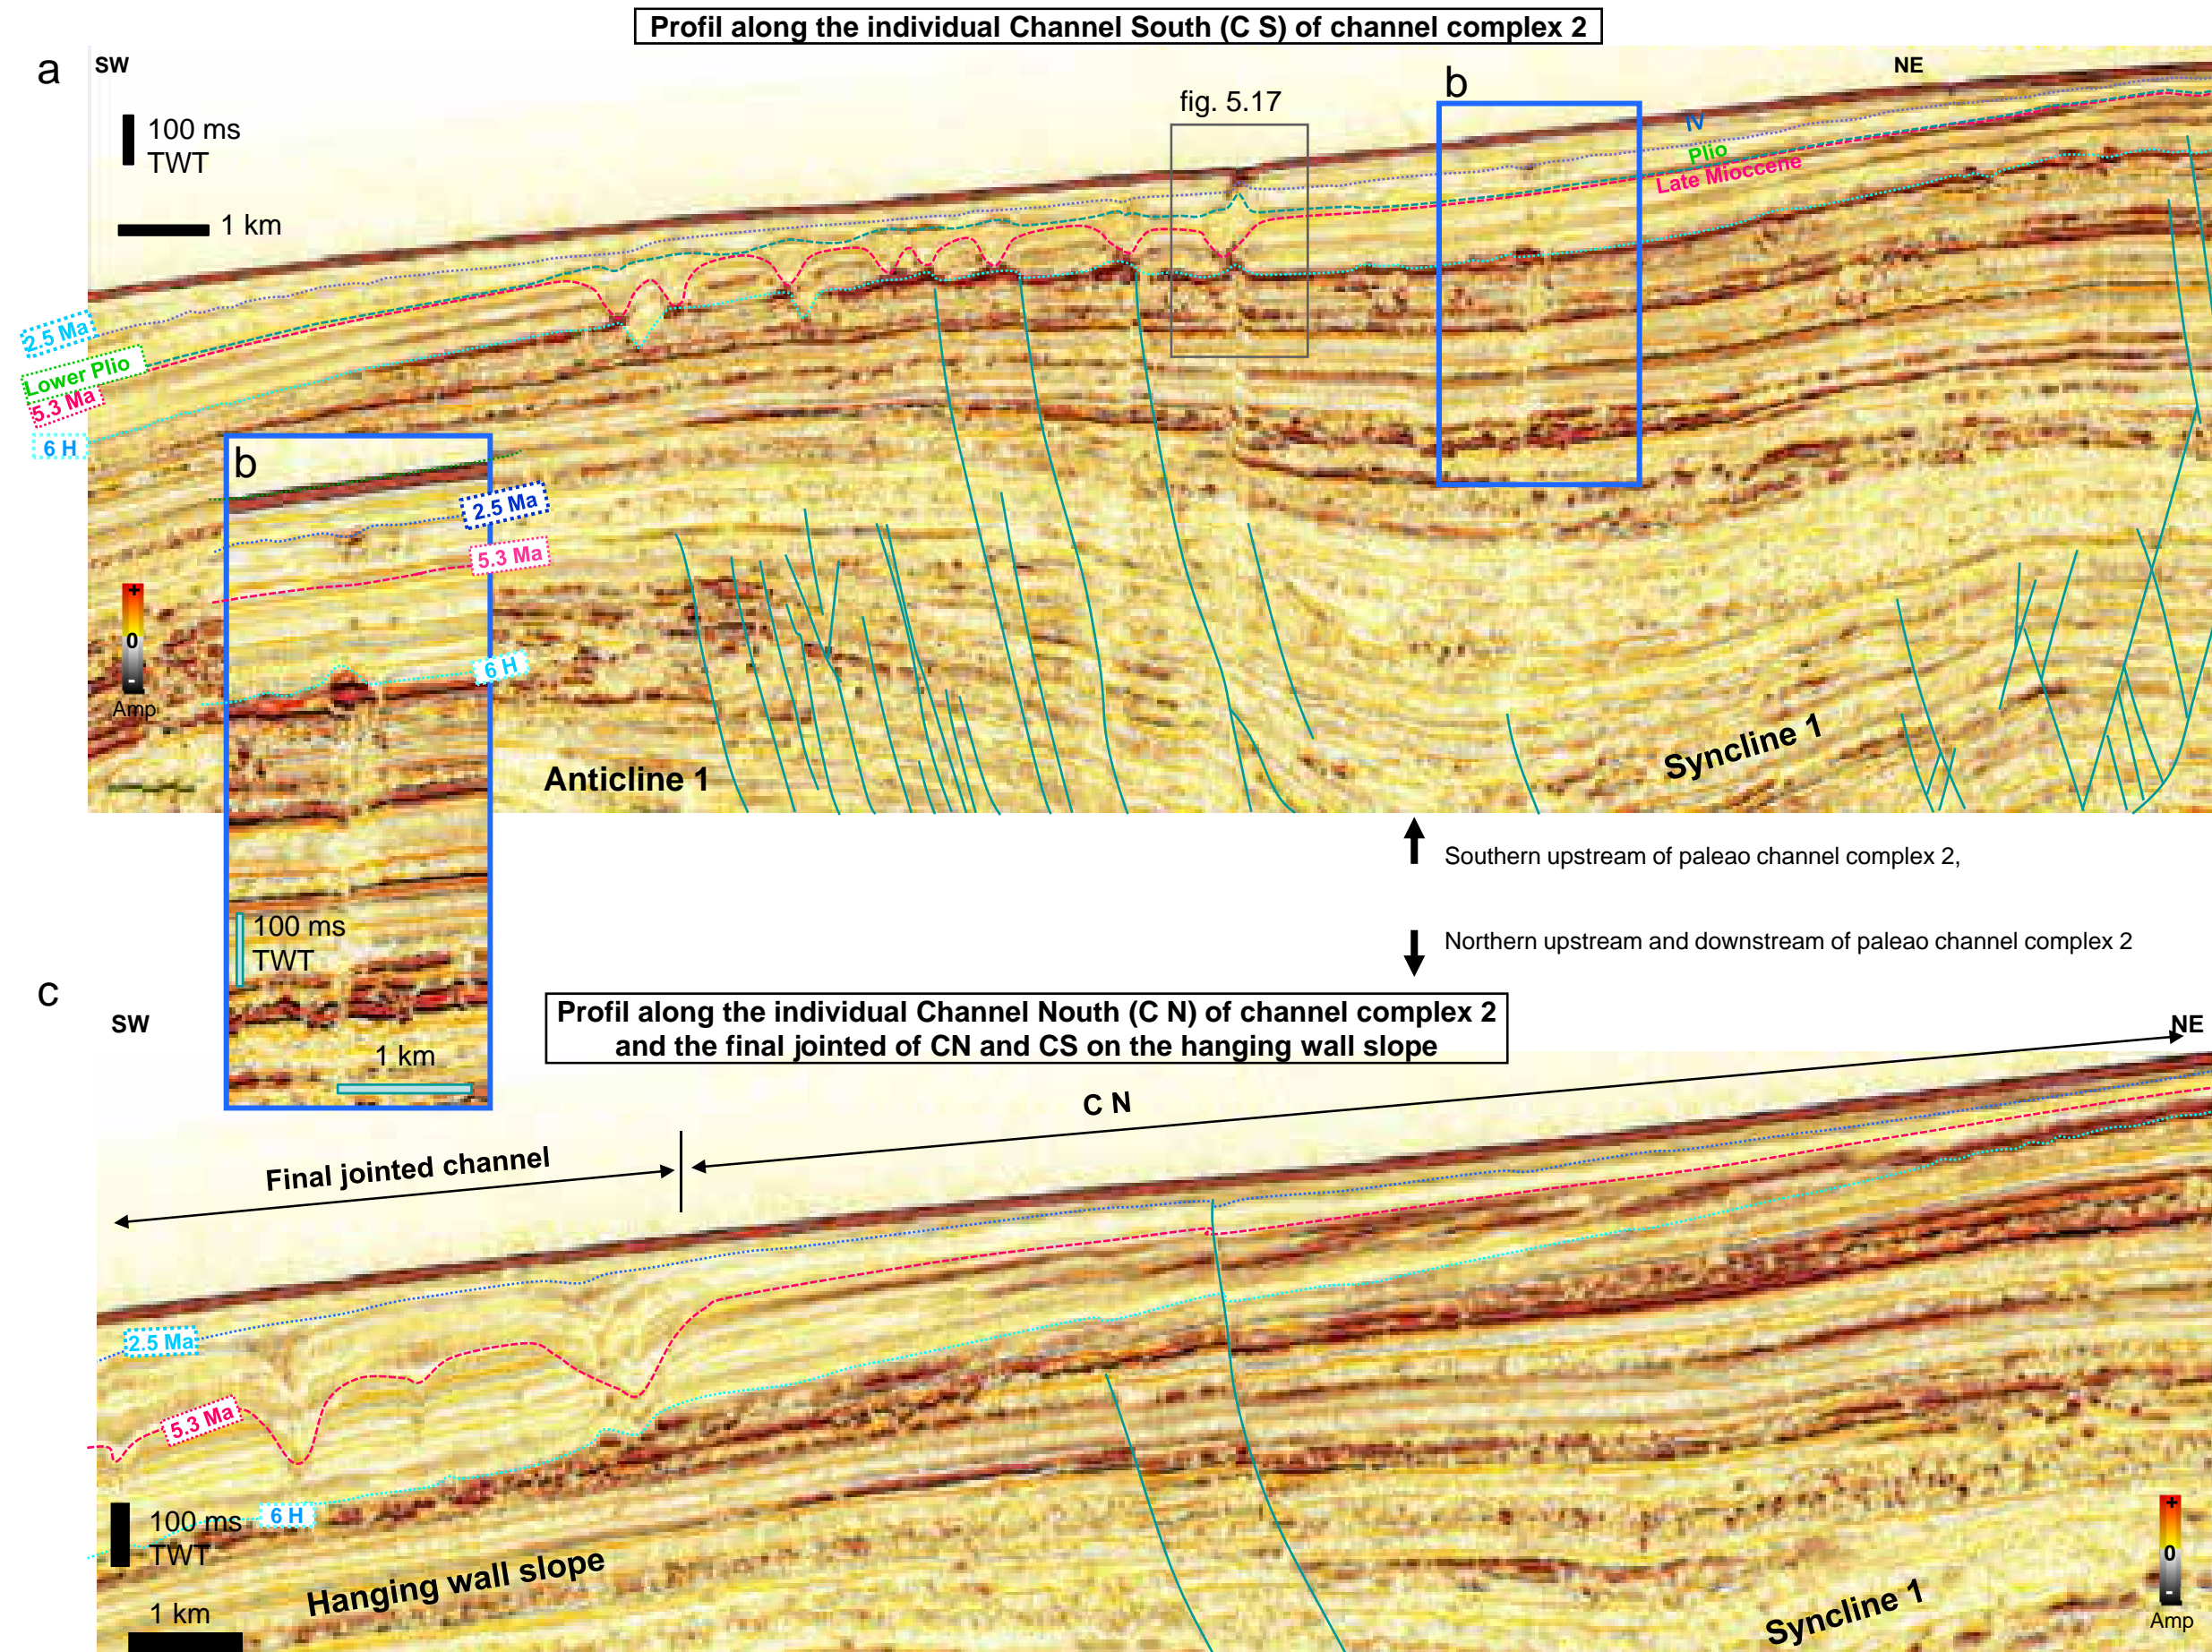 Profil along the individual Channel South (C S) of channel complex 2
a
SW
NE
100 ms
TWT
1 km
fig. 5.17
b
IV
Plio
Late Mioccene
2.5 Ma
Lower Plio
5.3 Ma
6 H
b
2.5 Ma
5.3 Ma
6 H
+
0
-
Amp
Anticline 1
Syncline 1
100 ms
TWT
1 km
Southern upstream of paleao channel complex 2,
Northern upstream and downstream of paleao channel complex 2
c
SW
NE
Profil along the individual Channel Nouth (C N) of channel complex 2
and the final jointed of CN and CS on the hanging wall slope
C N
Final jointed channel
2.5 Ma
5.3 Ma
6 H
100 ms
TWT
1 km
Hanging wall slope
Syncline 1
+
0
-
Amp